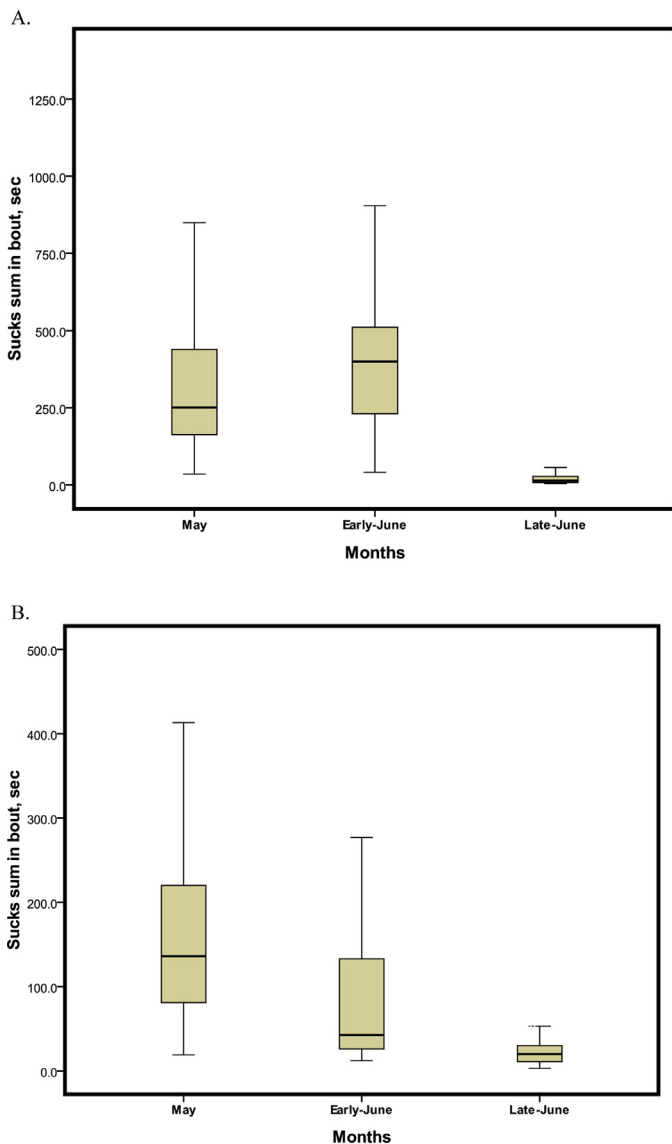 A.
Sucks sum in bout, sec
1250.0
1000.0
750.0
500.0
250.0
0.0
May Early-June Late-June
Months
B.
Sucks sum in bout, sec
500.0
400.0
300.0
200.0
100.0
0.0
May Early-June Late-June
Months